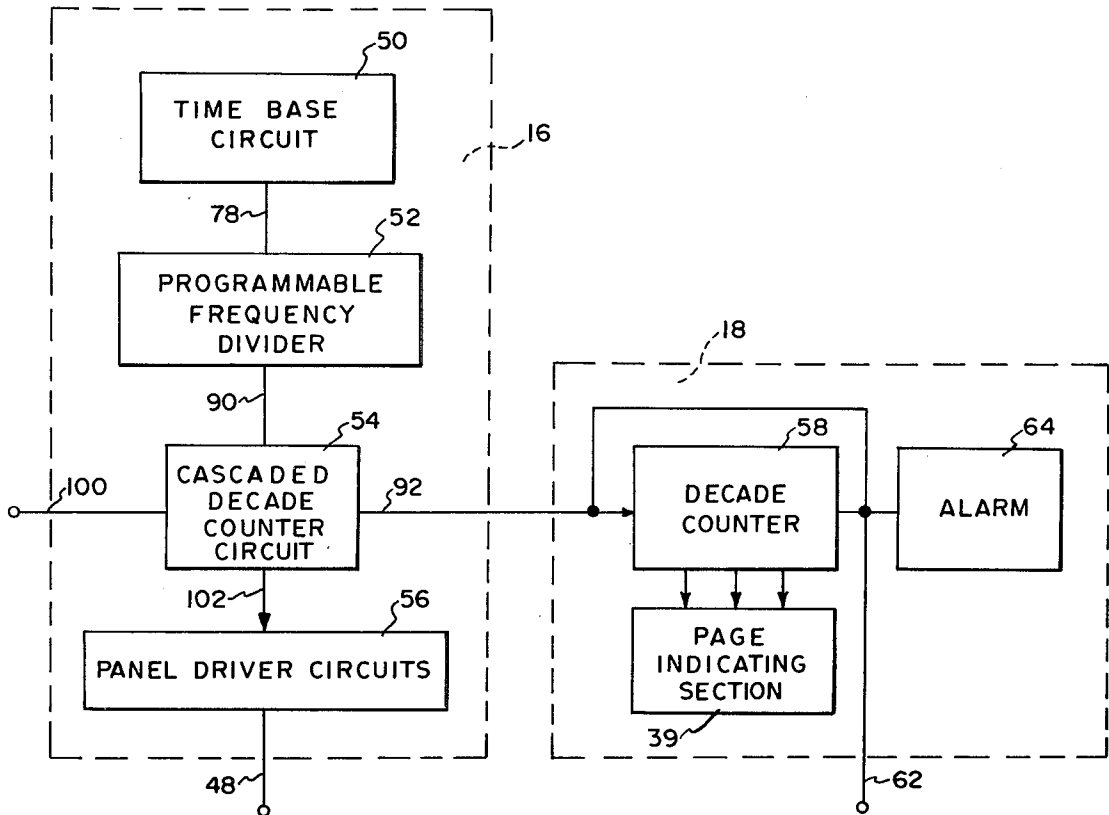 50
TIME BASE
CIRCUIT
16
78
52
PROGRAMMABLE
FREQUENCY
DIVIDER
18
90
54
58
64
100
CASCADED
DECADE
COUNTER
CIRCUIT
92
DECADE
COUNTER
ALARM
102
56
PANEL DRIVER CIRCUITS
PAGE
INDICATING
SECTION
39
48
62